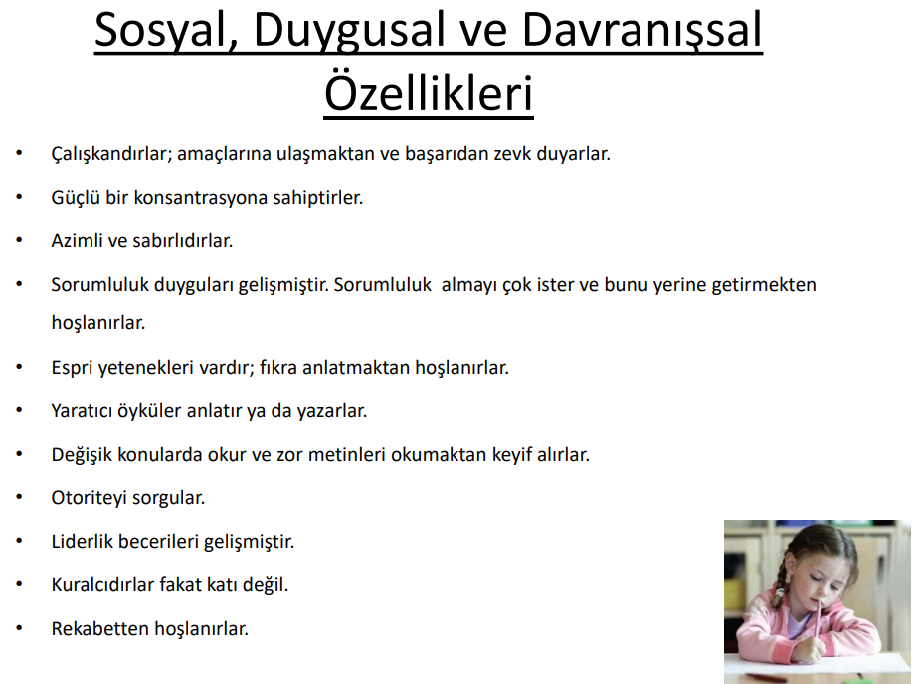 Sosyal, Duygusal ve Davranışsal
Özellikleri
• Çalışkandırlar; amaçlarına ulaşmaktan ve başarıdan zevk duyarlar.
• Güçlü bir konsantrasyona sahiptirler.
• Azimli ve sabırlıdırlar.
• Sorumluluk duyguları gelişmiştir. Sorumluluk  almayı çok ister ve bunu yerine getirmekten
hoşlanırlar.
• Espri yetenekleri vardır; fıkra anlatmaktan hoşlanırlar.
• Yaratıcı öyküler anlatır ya da yazarlar.
• Değişik konularda okur ve zor metinleri okumaktan keyif alırlar.
• Otoriteyi sorgular.
• Liderlik becerileri gelişmiştir.
• Kuralcıdırlar fakat katı değil.
• Rekabetten hoşlanırlar.